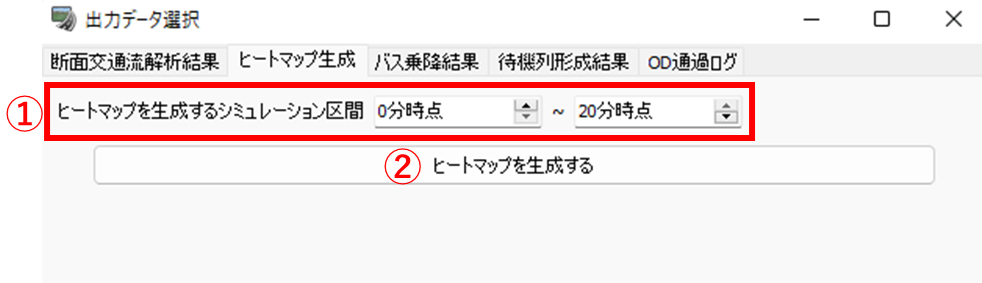 出力データ選択
断面交通流解析結果 ヒートマップ生成 バス乗降結果 待機列形成結果 OD通過ログ
① ヒートマップを生成するシミュレーション区間 0分時点 ~ 20分時点
② ヒートマップを生成する